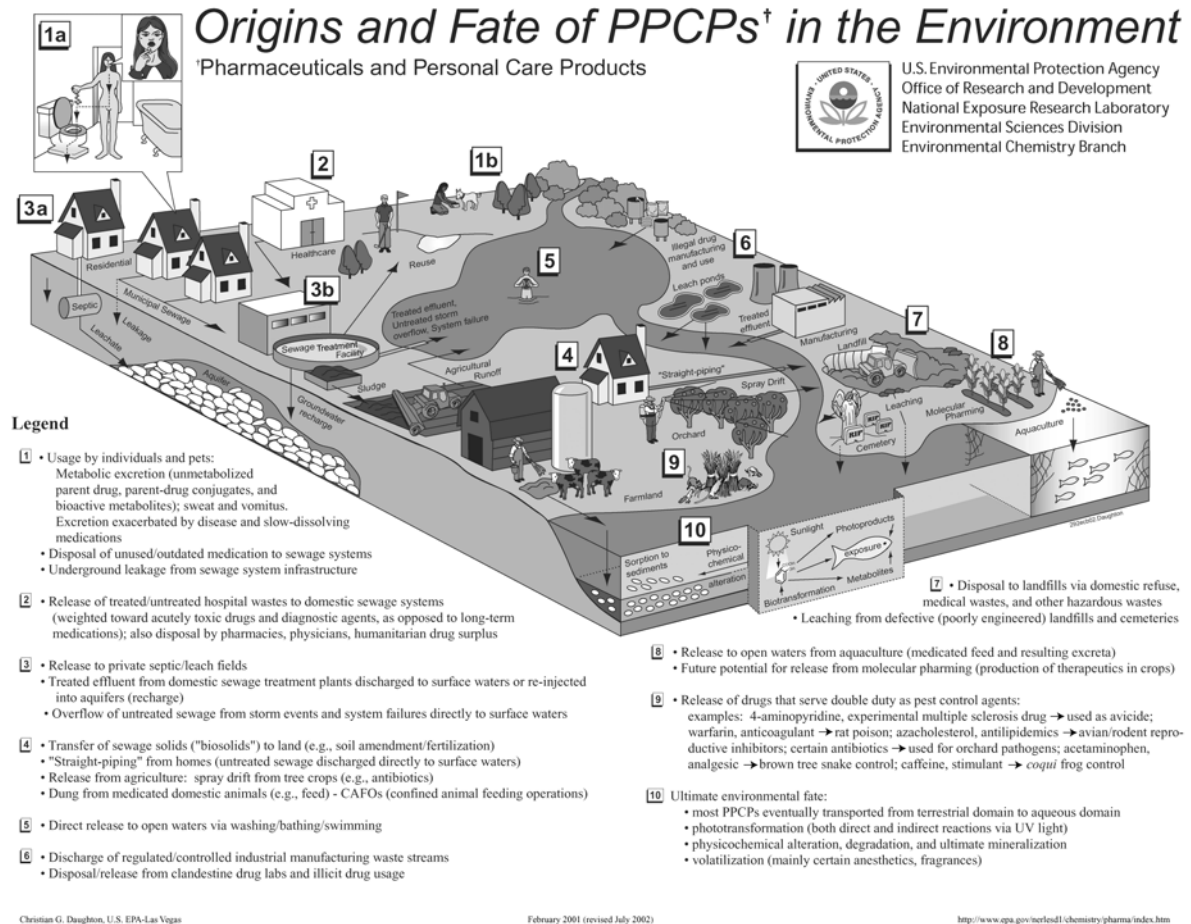 1a
Origins and Fate of PPCPs† in the Environment
†Pharmaceuticals and Personal Care Products
UNITED STATES
ENVIRONMENTAL PROTECTION AGENCY
U.S. Environmental Protection Agency
Office of Research and Development
National Exposure Research Laboratory
Environmental Sciences Division
Environmental Chemistry Branch
2
1b
3a
Residential
Healthcare
Reuse
5
Illegal drug
manufacturing
and use
6
Leach ponds
Treated
effluent
Manufacturing
Septic
Municipal Sewage
Leakage
Leachate
3b
Sewage Treatment
Facility
Treated effluent,
Untreated storm
overflow, System failure
Sludge
Agricultural
Runoff
Aquifer
Groundwater
recharge
4
"Straight-piping"
Spray Drift
Orchard
9
Farmland
7
Landfill
8
Leaching
Molecular
Pharming
RIP
RIP
RIP
Cemetery
Aquaculture
10
Sorption to
sediments
Physico-
chemical
alteration
Sunlight
Photoproducts
exposure
Metabolites
Biotransformation
Legend
1 • Usage by individuals and pets:
Metabolic excretion (unmetabolized
parent drug, parent-drug conjugates, and
bioactive metabolites); sweat and vomitus.
Excretion exacerbated by disease and slow-dissolving
medications
• Disposal of unused/outdated medication to sewage systems
• Underground leakage from sewage system infrastructure
2 • Release of treated/untreated hospital wastes to domestic sewage systems
(weighted toward acutely toxic drugs and diagnostic agents, as opposed to long-term
medications); also disposal by pharmacies, physicians, humanitarian drug surplus
3 • Release to private septic/leach fields
• Treated effluent from domestic sewage treatment plants discharged to surface waters or re-injected
into aquifers (recharge)
• Overflow of untreated sewage from storm events and system failures directly to surface waters
4 • Transfer of sewage solids ("biosolids") to land (e.g., soil amendment/fertilization)
• "Straight-piping" from homes (untreated sewage discharged directly to surface waters)
• Release from agriculture: spray drift from tree crops (e.g., antibiotics)
• Dung from medicated domestic animals (e.g., feed) - CAFOs (confined animal feeding operations)
5 • Direct release to open waters via washing/bathing/swimming
6 • Discharge of regulated/controlled industrial manufacturing waste streams
• Disposal/release from clandestine drug labs and illicit drug usage
7 • Disposal to landfills via domestic refuse,
medical wastes, and other hazardous wastes
• Leaching from defective (poorly engineered) landfills and cemeteries
8 • Release to open waters from aquaculture (medicated feed and resulting excreta)
• Future potential for release from molecular pharming (production of therapeutics in crops)
9 • Release of drugs that serve double duty as pest control agents:
examples: 4-aminopyridine, experimental multiple sclerosis drug → used as avicide;
warfarin, anticoagulant → rat poison; azacholesterol, antilipidemics → avian/rodent repro-
ductive inhibitors; certain antibiotics → used for orchard pathogens; acetaminophen,
analgesic → brown tree snake control; caffeine, stimulant → coqui frog control
10 Ultimate environmental fate:
• most PPCPs eventually transported from terrestrial domain to aqueous domain
• phototransformation (both direct and indirect reactions via UV light)
• physicochemical alteration, degradation, and ultimate mineralization
• volatilization (mainly certain anesthetics, fragrances)
Christian G. Daughton, U.S. EPA-Las Vegas
February 2001 (revised July 2002)
http://www.epa.gov/nerlesd1/chemistry/pharma/index.htm